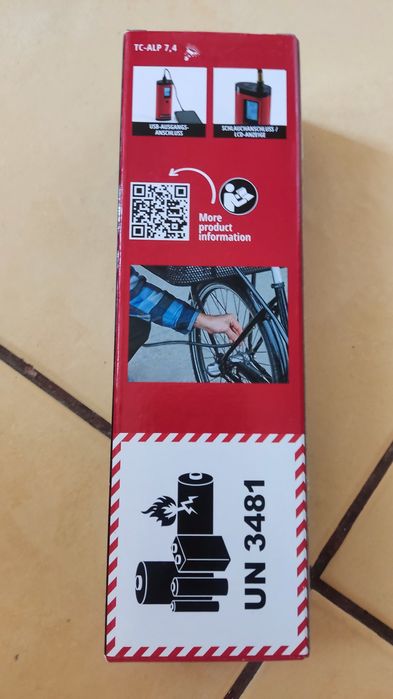 TC-ALP 7,4
USB-AUSGANGS-
ANSCHLUSS
SCHLAUCHANSCHLUSS //
LCD-ANZEIGE
More
product
information
UN 3481